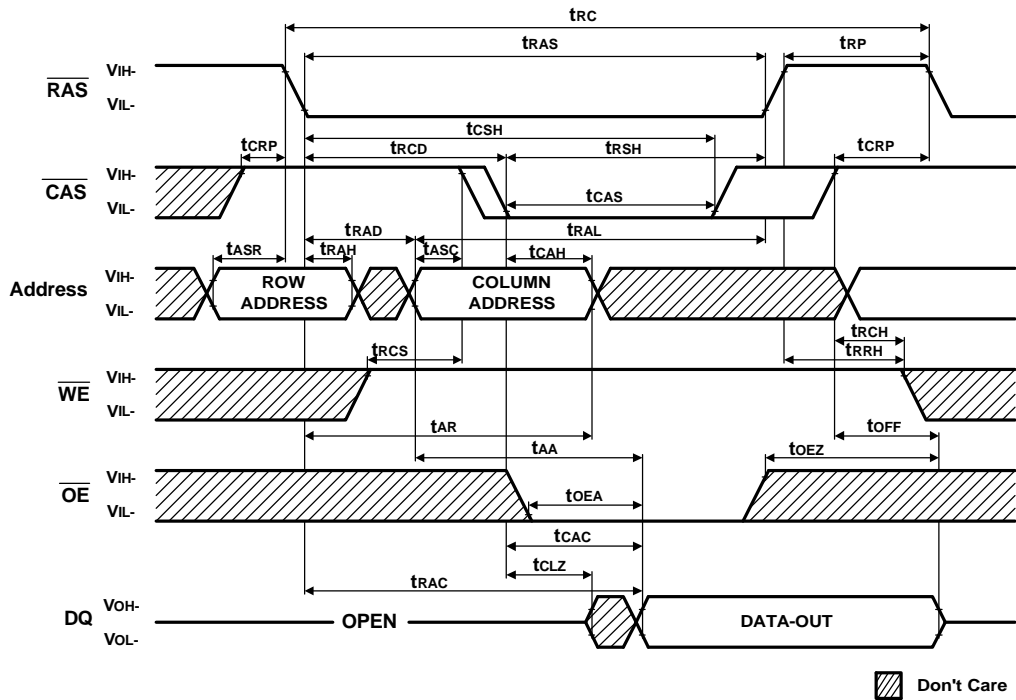 tRC
tRAS
tRP
RAS
VIH-
VIL-
tCSH
tCRP
tRCD
tRSH
tCRP
CAS
VIH-
VIL-
tCAS
tRAD
tRAL
tASR
tRAH
tASC
tCAH
Address
VIH-
VIL-
ROW
ADDRESS
COLUMN
ADDRESS
tRCH
tRCS
tRRH
WE
VIH-
VIL-
tAR
tOFF
tAA
tOEZ
OE
VIH-
VIL-
tOEA
tCAC
tCLZ
tRAC
DQ
VOH-
VOL-
OPEN
DATA-OUT
Don't Care